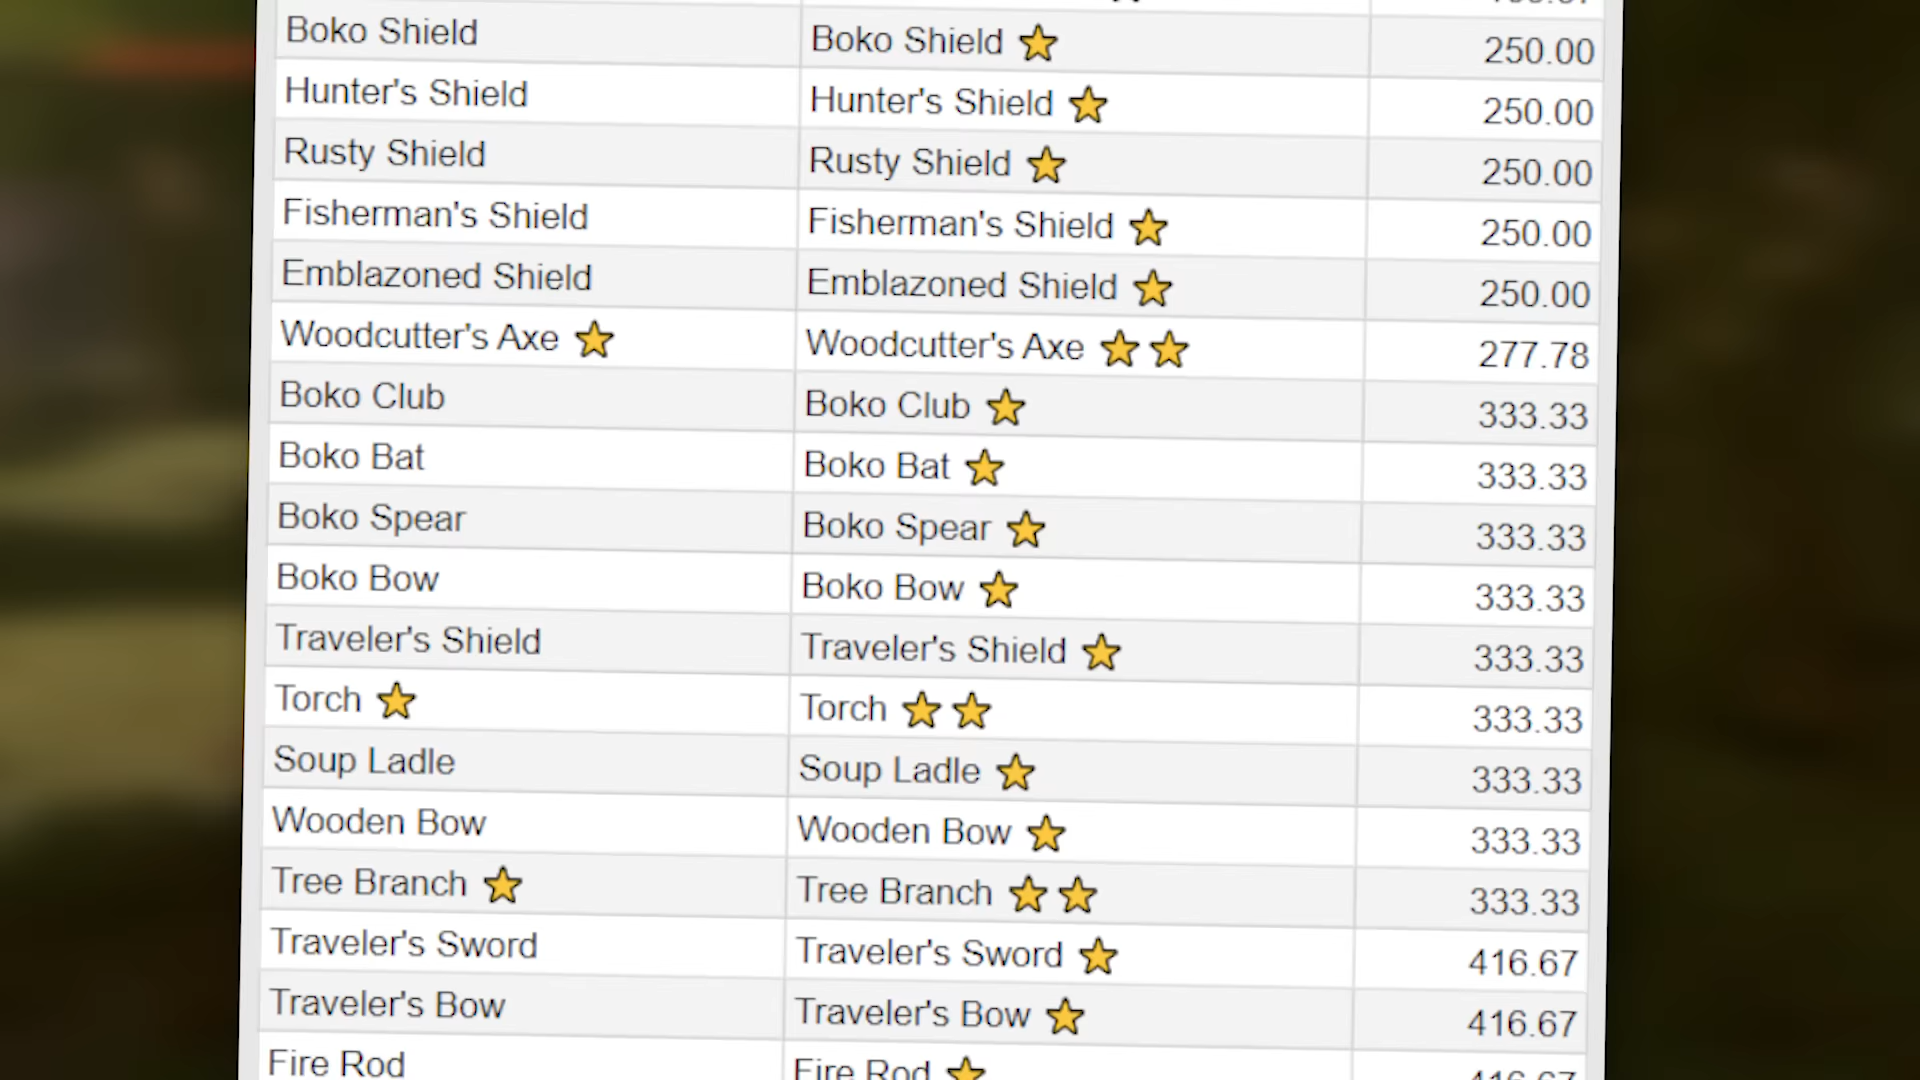 Boko Shield Boko Shield ⭐ 250.00
Hunter's Shield Hunter's Shield ⭐ 250.00
Rusty Shield Rusty Shield ⭐ 250.00
Fisherman's Shield Fisherman's Shield ⭐ 250.00
Emblazoned Shield Emblazoned Shield ⭐ 250.00
Woodcutter's Axe ⭐ Woodcutter's Axe ⭐ ⭐ 277.78
Boko Club Boko Club ⭐ 333.33
Boko Bat Boko Bat ⭐ 333.33
Boko Spear Boko Spear ⭐ 333.33
Boko Bow Boko Bow ⭐ 333.33
Traveler's Shield Traveler's Shield ⭐ 333.33
Torch ⭐ Torch ⭐ ⭐ 333.33
Soup Ladle Soup Ladle ⭐ 333.33
Wooden Bow Wooden Bow ⭐ 333.33
Tree Branch ⭐ Tree Branch ⭐ ⭐ 333.33
Traveler's Sword Traveler's Sword ⭐ 416.67
Traveler's Bow Traveler's Bow ⭐ 416.67
Fire Rod Fire Rod ⭐ 416.67